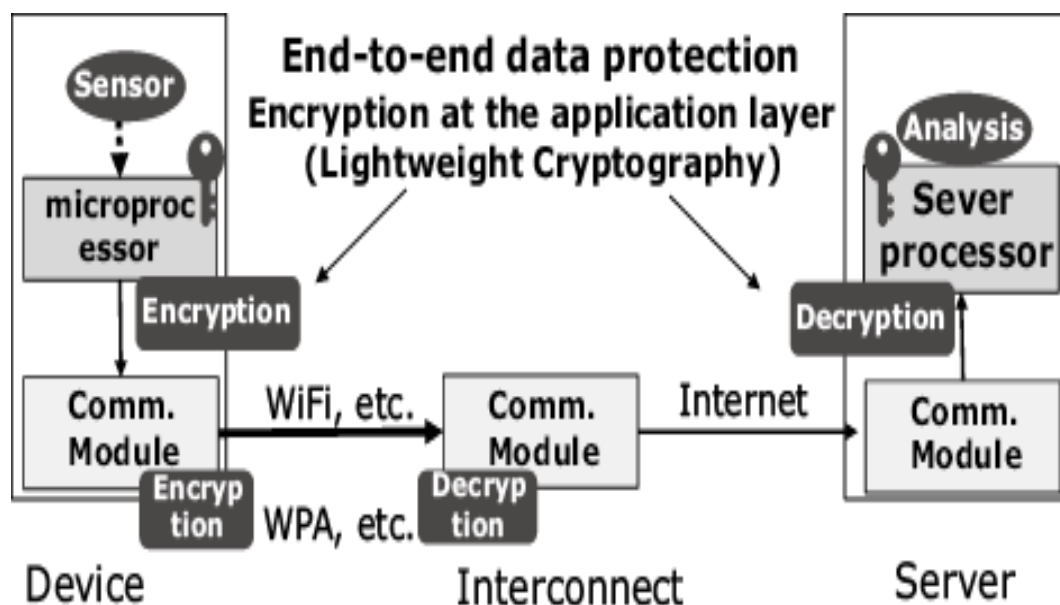 End-to-end data protection
Encryption at the application layer
(Lightweight Cryptography)
Sensor
microproc
essor
Encryption
Comm.
Module
Encryp
tion
WiFi, etc.
WPA, etc.
Comm.
Module
Decryp
tion
Internet
Analysis
Sever
processor
Decryption
Comm.
Module
Device
Interconnect
Server